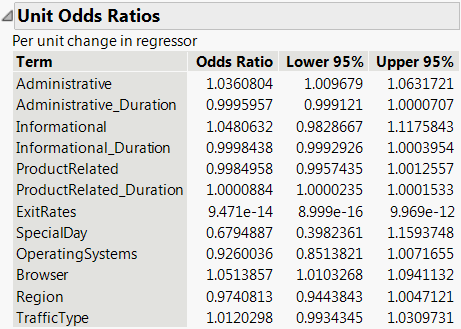 Unit Odds Ratios
Per unit change in regressor
Term Odds Ratio Lower 95% Upper 95%
Administrative 1.0360804 1.009679 1.0631721
Administrative_Duration 0.9995957 0.999121 1.0000707
Informational 1.0480632 0.9828667 1.1175843
Informational_Duration 0.9998438 0.9992926 1.0003954
ProductRelated 0.9984958 0.9957435 1.0012557
ProductRelated_Duration 1.0000884 1.0000235 1.0001533
ExitRates 9.471e-14 8.999e-16 9.969e-12
SpecialDay 0.6794887 0.3982361 1.1593748
OperatingSystems 0.9260036 0.8513821 1.0071655
Browser 1.0513857 1.0103268 1.0941132
Region 0.9740813 0.9443843 1.0047121
TrafficType 1.0120298 0.9934345 1.0309731